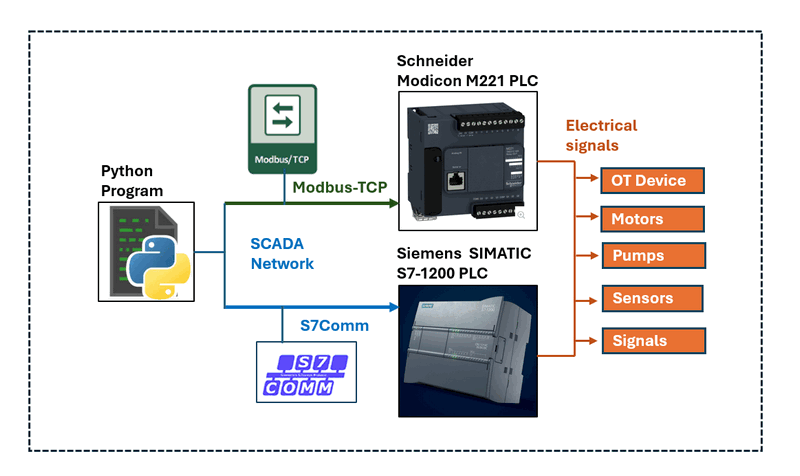 Schneider
Modicon M221 PLC
Electrical
signals
Modbus/TCP
Python
Program
Modbus-TCP
OT Device
Motors
SCADA
Network
Siemens SIMATIC
S7-1200 PLC
Pumps
Sensors
S7Comm
Signals
S7
COMM